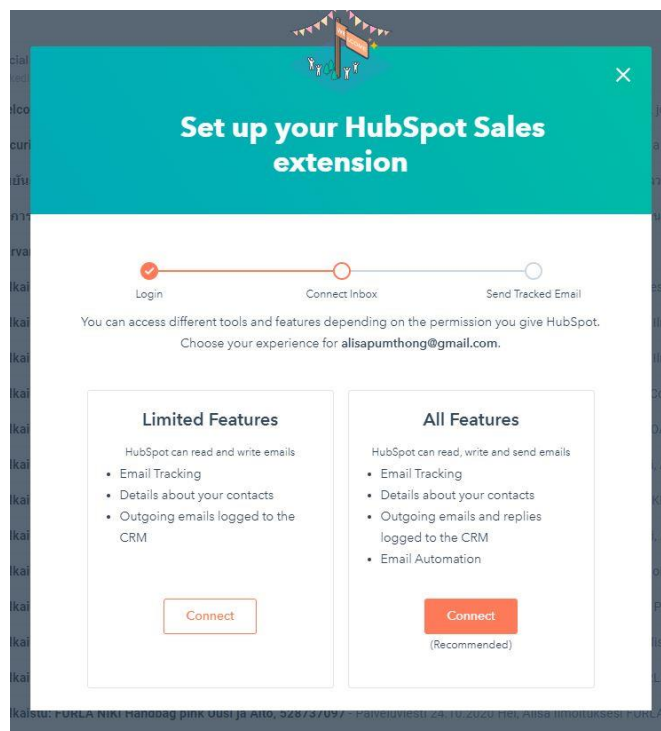 Set up your HubSpot Sales
extension
Login
Connect Inbox
Send Tracked Email
You can access different tools and features depending on the permission you give HubSpot.
Choose your experience for alisapumthong@gmail.com.
Limited Features
HubSpot can read and write emails
• Email Tracking
• Details about your contacts
• Outgoing emails logged to the
CRM
Connect
All Features
HubSpot can read, write and send emails
• Email Tracking
• Details about your contacts
• Outgoing emails and replies
logged to the CRM
• Email Automation
Connect
(Recommended)
FURLA NIKI Handbag pink Uusi ja Aito, 528737097 - Palveluviesti 24.10.2020 Hei, Alisa Ilmoituksesi